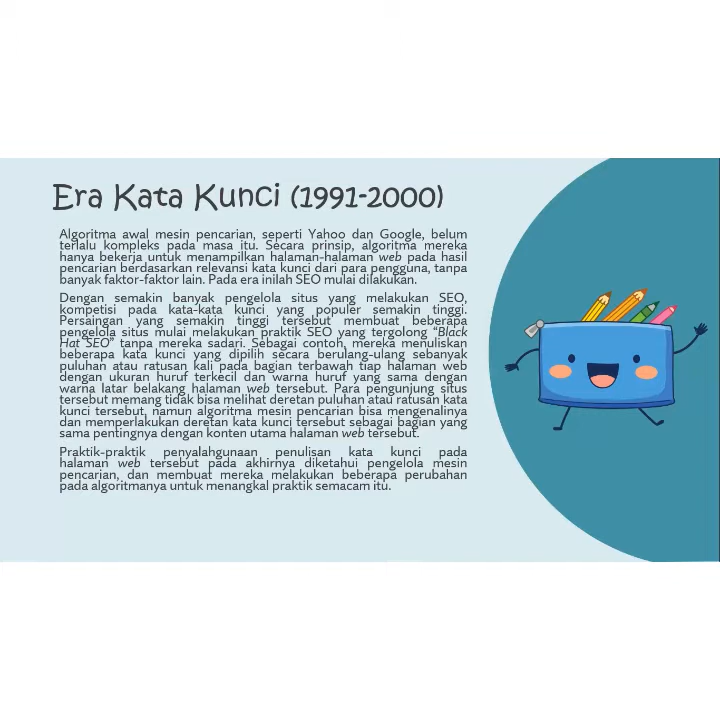 Era Kata Kunci (1991-2000)
Algoritma awal mesin pencarian, seperti Yahoo dan Google, belum
terlalu kompleks pada masa itu. Secara prinsip, algoritma mereka
hanya bekerja untuk menampilkan halaman-halaman web pada hasil
pencarian berdasarkan relevansi kata kunci dari para pengguna, tanpa
banyak faktor-faktor lain. Pada era inilah SEO mulai dilakukan.
Dengan semakin banyak pengelola situs yang melakukan SEO,
kompetisi pada kata-kata kunci yang populer semakin tinggi.
Persaingan yang semakin tinggi tersebut membuat beberapa
pengelola situs mulai melakukan praktik SEO yang tergolong “Black
Hat SEO” tanpa mereka sadari. Sebagai contoh, mereka menuliskan
beberapa kata kunci yang dipilih secara berulang-ulang sebanyak
puluhan atau ratusan kali pada bagian terbawah tiap halaman web
dengan ukuran huruf terkecil dan warna huruf yang sama dengan
warna latar belakang halaman web tersebut. Para pengunjung situs
tersebut memang tidak bisa melihat deretan puluhan atau ratusan kata
kunci tersebut, namun algoritma mesin pencarian bisa mengenalinya
dan memperlakukan deretan kata kunci tersebut sebagai bagian yang
sama pentingnya dengan konten utama halaman web tersebut.
Praktik-praktik penyalahgunaan penulisan kata kunci pada
halaman web tersebut pada akhirnya diketahui pengelola mesin
pencarian, dan membuat mereka melakukan beberapa perubahan
pada algoritmanya untuk menangkal praktik semacam itu.